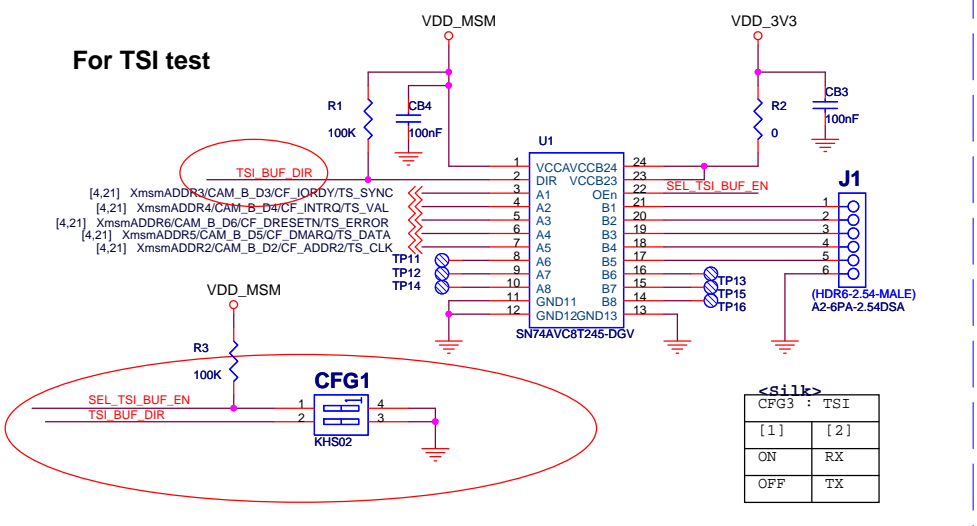 VDD_MSM
VDD_3V3
For TSI test
R1
100K
CB4
100nF
R2
0
CB3
100nF
U1
TSI_BUF_DIR
1 VCCA VCCB24 24
2 DIR VCCB23 23
3 A1 OEn 22 SEL_TSI_BUF_EN
4 A2 B1 21
5 A3 B2 20
6 A4 B3 19
7 A5 B4 18
8 A6 B5 17
9 A7 B6 16
10 A8 B7 15
11 GND11 B8 14
12 GND12 GND13 13
SN74AVC8T245-DGV
[4,21] XmsmADDR3/CAM_B_D3/CF_IORDY/TS_SYNC
[4,21] XmsmADDR4/CAM_B_D4/CF_INTRQ/TS_VAL
[4,21] XmsmADDR6/CAM_B_D6/CF_DRESETN/TS_ERROR
[4,21] XmsmADDR5/CAM_B_D5/CF_DMARQ/TS_DATA
[4,21] XmsmADDR2/CAM_B_D2/CF_ADDR2/TS_CLK
TP11
TP12
TP14
TP13
TP15
TP16
J1
1
2
3
4
5
6
(HDR6-2.54-MALE)
A2-6PA-2.54DSA
VDD_MSM
R3
100K
CFG1
SEL_TSI_BUF_EN 1 4
TSI_BUF_DIR 2 3
1
KHS02
<Silk>
CFG3 : TSI
[1] [2]
ON RX
OFF TX